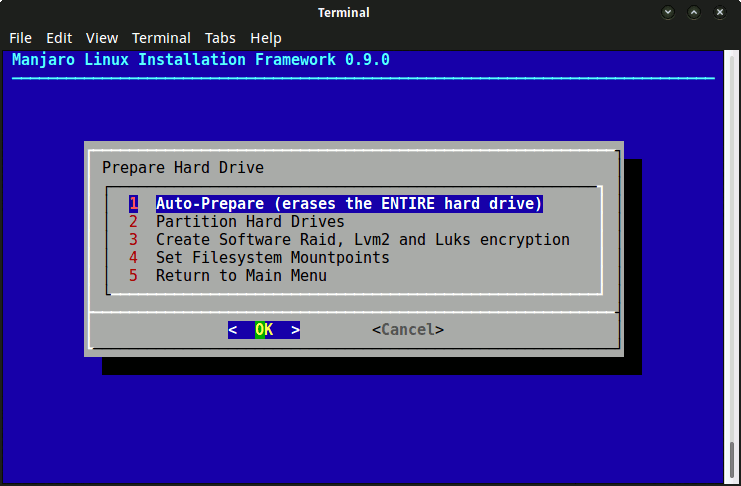 Terminal
File Edit View Terminal Tabs Help
Manjaro Linux Installation Framework 0.9.0
Prepare Hard Drive
1 Auto-Prepare (erases the ENTIRE hard drive)
2 Partition Hard Drives
3 Create Software Raid, Lvm2 and Luks encryption
4 Set Filesystem Mountpoints
5 Return to Main Menu
< OK > <Cancel>